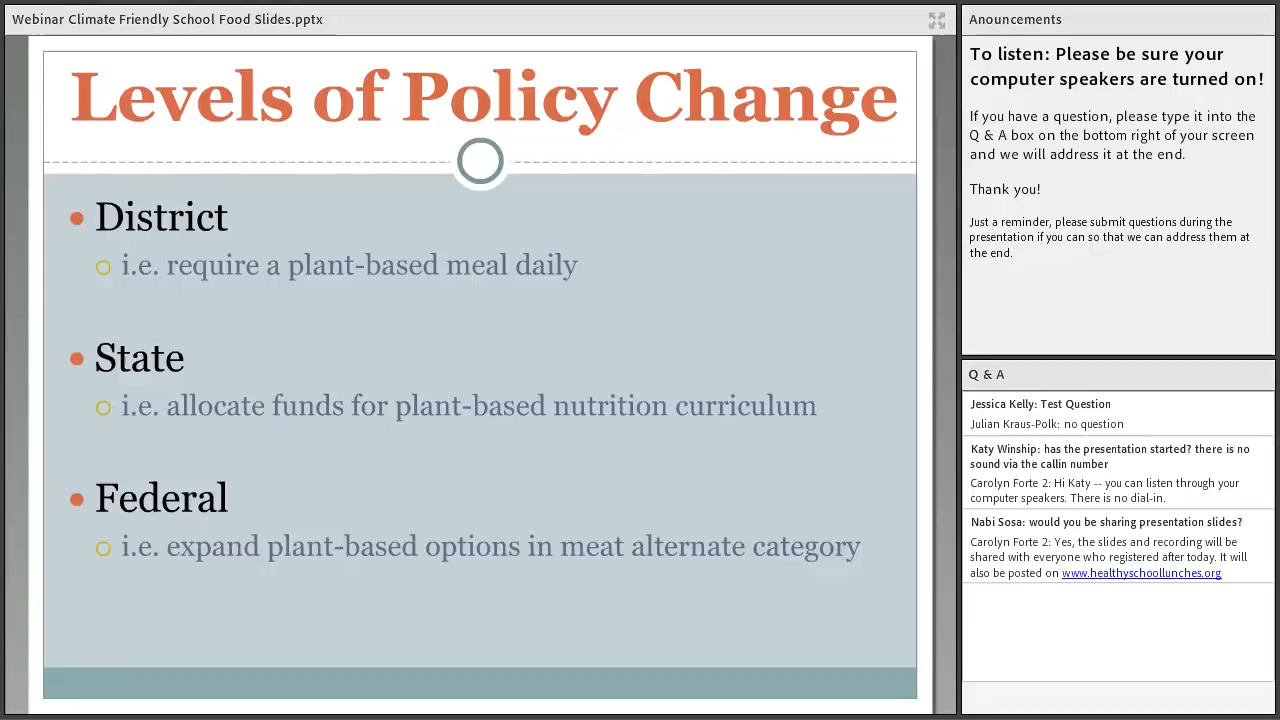 Webinar Climate Friendly School Food Slides.pptx
Levels of Policy Change
District
i.e. require a plant-based meal daily
State
i.e. allocate funds for plant-based nutrition curriculum
Federal
i.e. expand plant-based options in meat alternate category
Anouncements
To listen: Please be sure your
computer speakers are turned on!
If you have a question, please type it into the
Q & A box on the bottom right of your screen
and we will address it at the end.
Thank you!
Just a reminder, please submit questions during the
presentation if you can so that we can address them at
the end.
Q & A
Jessica Kelly: Test Question
Julian Kraus-Polk: no question
Katy Winship: has the presentation started? there is no
sound via the callin number
Carolyn Forte 2: Hi Katy -- you can listen through your
computer speakers. There is no dial-in.
Nabi Sosa: would you be sharing presentation slides?
Carolyn Forte 2: Yes, the slides and recording will be
shared with everyone who registered after today. It will
also be posted on www.healthyschoollunches.org